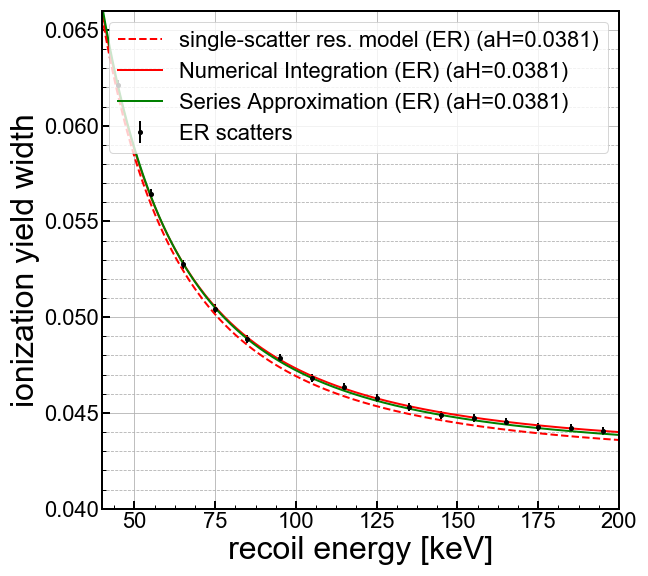 single-scatter res. model (ER) (aH=0.0381)
Numerical Integration (ER) (aH=0.0381)
Series Approximation (ER) (aH=0.0381)
ER scatters
ionization yield width
0.065
0.060
0.055
0.050
0.045
0.040
50 75 100 125 150 175 200
recoil energy [keV]